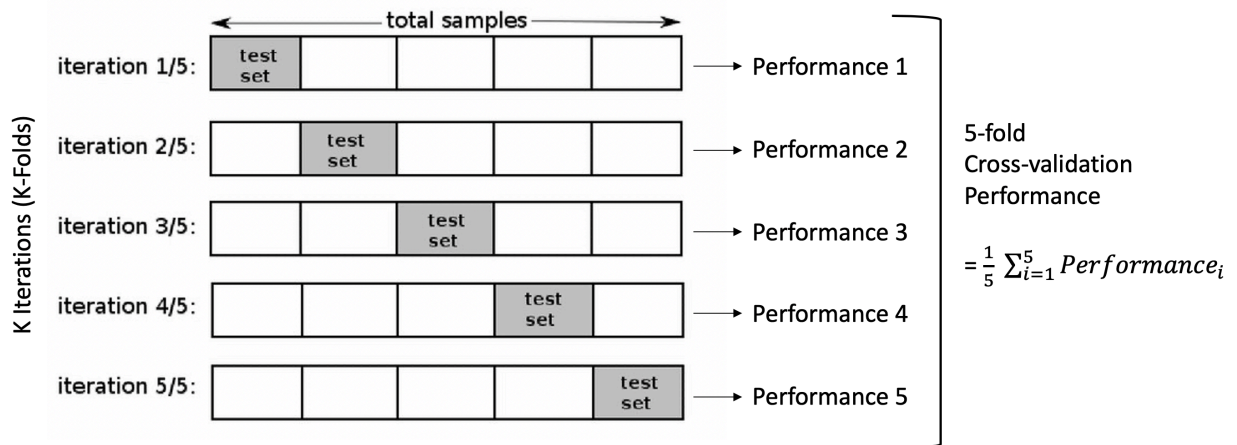 total samples
iteration 1/5:
test
set
Performance 1
iteration 2/5:
test
set
Performance 2
iteration 3/5:
test
set
Performance 3
iteration 4/5:
test
set
Performance 4
iteration 5/5:
test
set
Performance 5
K Iterations (K-Folds)
5-fold
Cross-validation
Performance
= 1/5 ∑_{i=1}^{5} Performance_i